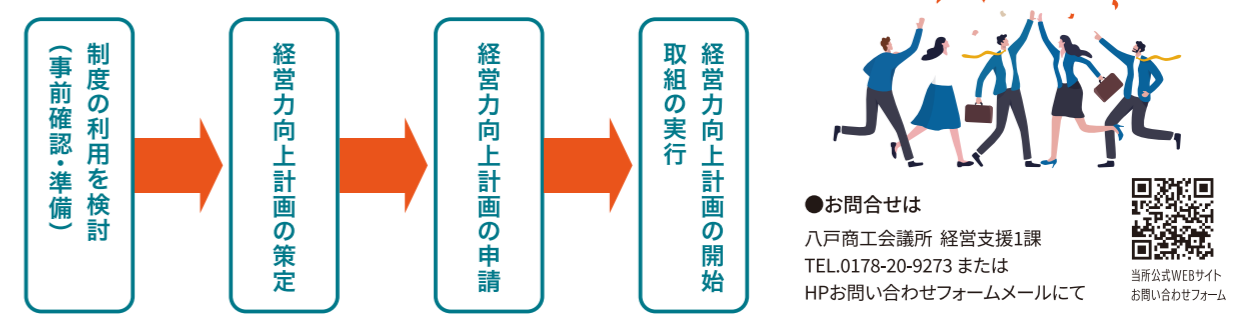 制度の利用を検討
（事前確認・準備）
経営力向上計画の策定
経営力向上計画の申請
経営力向上計画の開始
取組の実行
●お問合せは
八戸商工会議所 経営支援1課
TEL.0178-20-9273 または
HPお問い合わせフォームメールにて
当所公式WEBサイト
お問い合わせフォーム